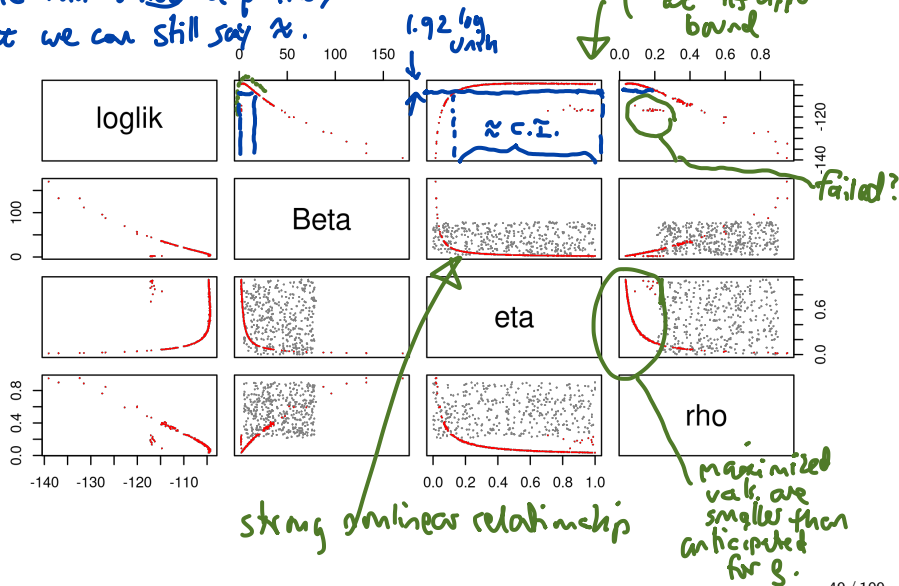 we can still say ≈.
1.92 log
units
bound
0 50 100 150
0.0 0.2 0.4 0.6 0.8
loglik
≈ C.I.
-140 -120
failed?
0 100
Beta
eta
0.0 0.6
0.0 0.4 0.8
rho
-140 -130 -120 -110
0.0 0.2 0.4 0.6 0.8 1.0
strong nonlinear relationship
maximized
vals. are
smaller than
anticipated
for ρ.